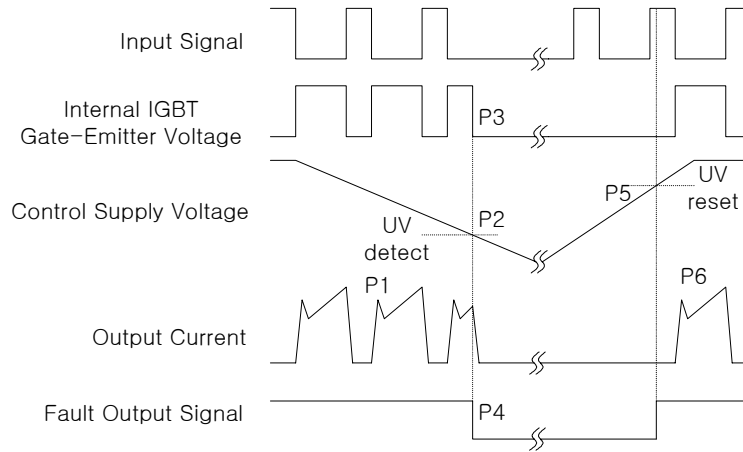 Input Signal
Internal IGBT
Gate-Emitter Voltage
P3
Control Supply Voltage
P2
UV
detect
P5
UV
reset
P1
P6
Output Current
Fault Output Signal
P4